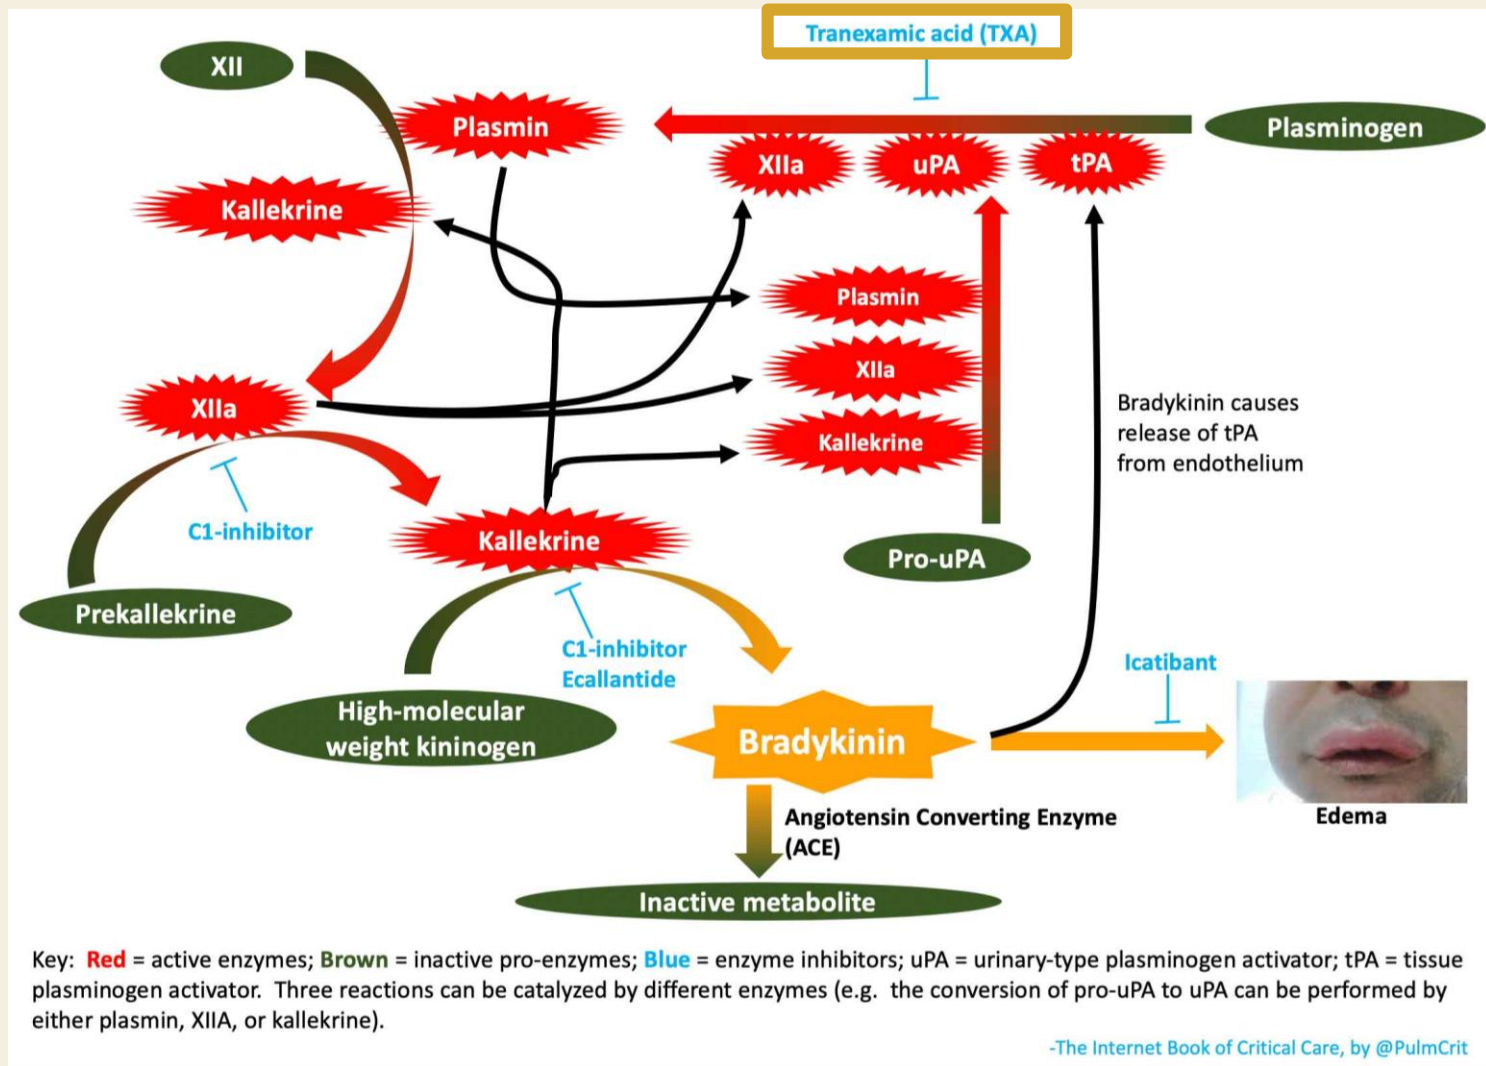 Tranexamic acid (TXA)
XII
Plasmin
Plasminogen
XIIa
uPA
tPA
Kallekrine
Plasmin
XIIa
Kallekrine
XIIa
Bradykinin causes
release of tPA
from endothelium
C1-inhibitor
Kallekrine
Pro-uPA
Prekallekrine
C1-inhibitor
Ecallantide
Icatibant
High-molecular
weight kininogen
Bradykinin
Edema
Angiotensin Converting Enzyme
(ACE)
Inactive metabolite
Key: Red = active enzymes; Brown = inactive pro-enzymes; Blue = enzyme inhibitors; uPA = urinary-type plasminogen activator; tPA = tissue
plasminogen activator. Three reactions can be catalyzed by different enzymes (e.g. the conversion of pro-uPA to uPA can be performed by
either plasmin, XIIA, or kallekrine).
-The Internet Book of Critical Care, by @PulmCrit